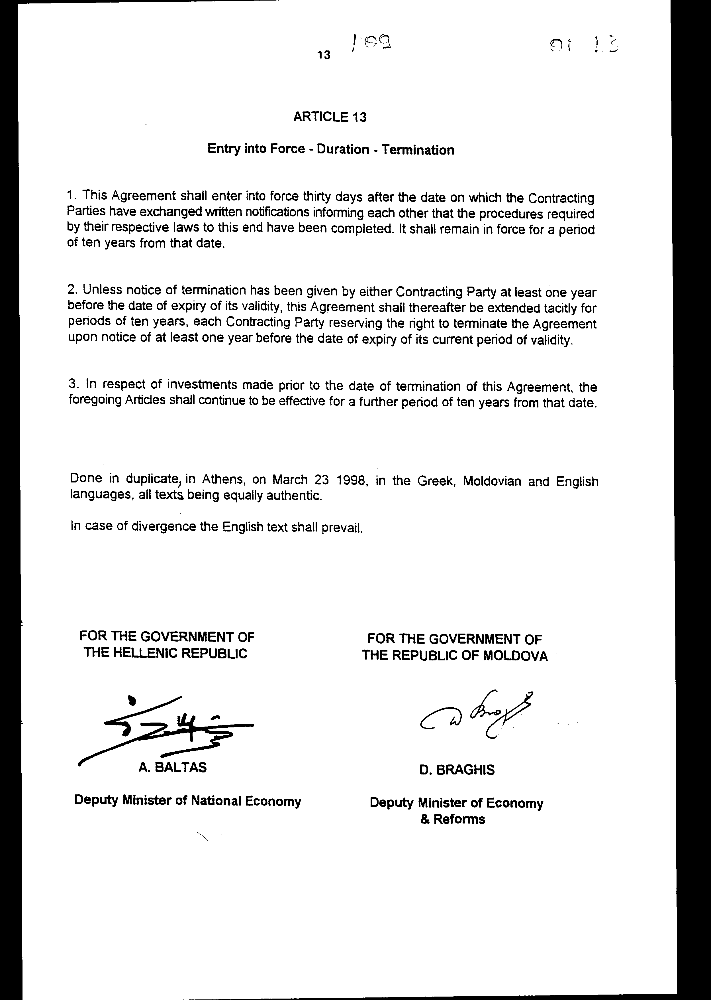 13
ARTICLE 13
Entry into Force - Duration - Termination
1. This Agreement shall enter into force thirty days after the date on which the Contracting
Parties have exchanged written notifications informing each other that the procedures required
by their respective laws to this end have been completed. It shall remain in force for a period
of ten years from that date.
2. Unless notice of termination has been given by either Contracting Party at least one year
before the date of expiry of its validity, this Agreement shall thereafter be extended tacitly for
periods of ten years, each Contracting Party reserving the right to terminate the Agreement
upon notice of at least one year before the date of expiry of its current period of validity.
3. In respect of investments made prior to the date of termination of this Agreement, the
foregoing Articles shall continue to be effective for a further period of ten years from that date.
Done in duplicate, in Athens, on March 23 1998, in the Greek, Moldovian and English
languages, all texts being equally authentic.
In case of divergence the English text shall prevail.
FOR THE GOVERNMENT OF
THE HELLENIC REPUBLIC
FOR THE GOVERNMENT OF
THE REPUBLIC OF MOLDOVA
A. BALTAS
D. BRAGHIS
Deputy Minister of National Economy
Deputy Minister of Economy
& Reforms